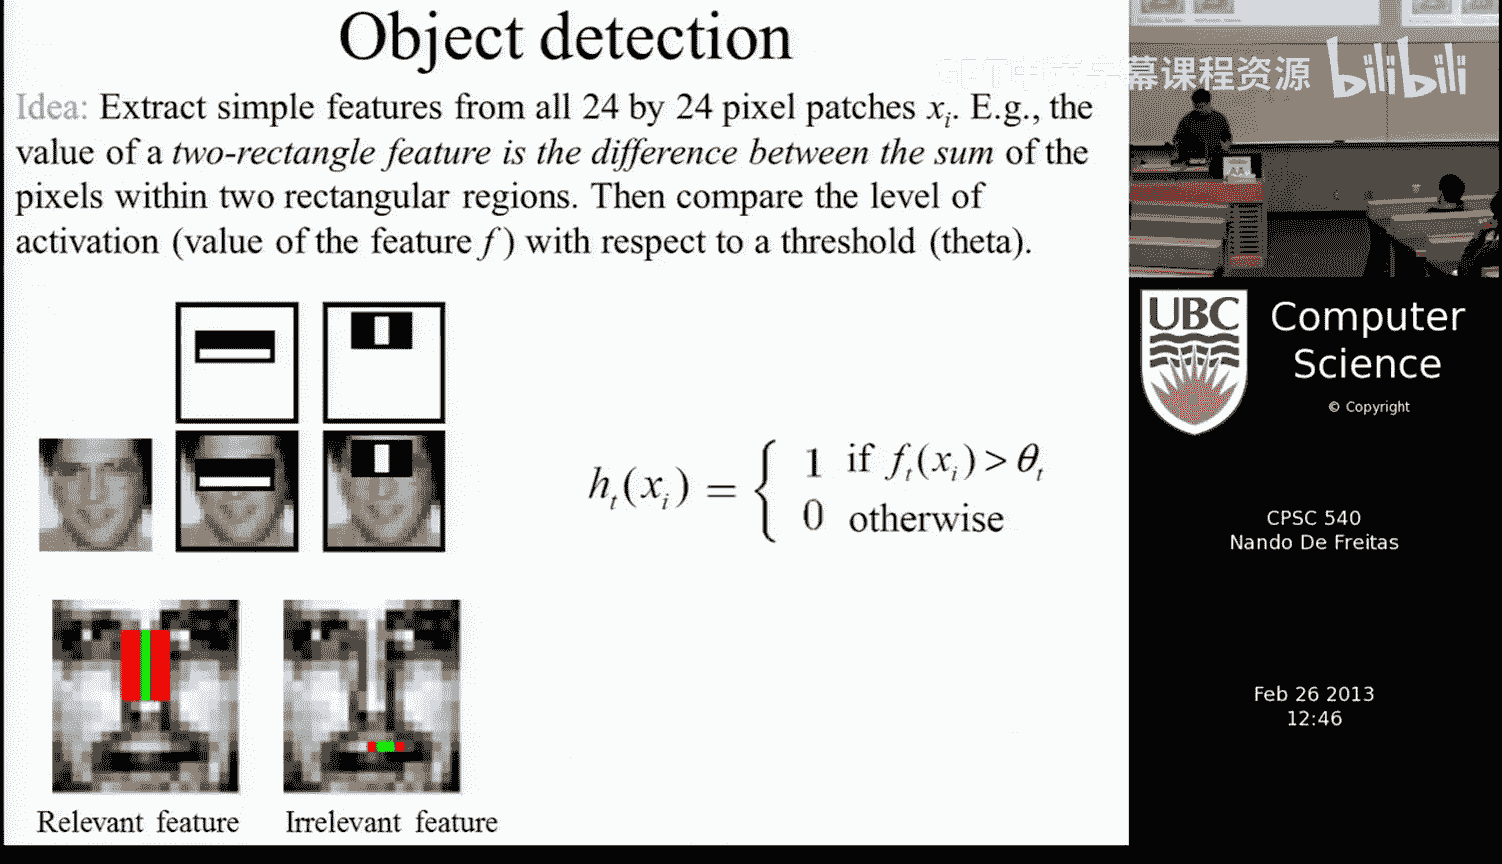 Object detection
Idea: Extract simple features from all 24 by 24 pixel patches xᵢ. E.g., the
value of a two-rectangle feature is the difference between the sum of the
pixels within two rectangular regions. Then compare the level of
activation (value of the feature f ) with respect to a threshold (theta).
hₜ(xᵢ) = { 1 if fₜ(xᵢ) > θₜ
0 otherwise
Relevant feature
Irrelevant feature
幕课程资源 bilibili
UBC
Computer
Science
© Copyright
CPSC 540
Nando De Freitas
Feb 26 2013
12:46